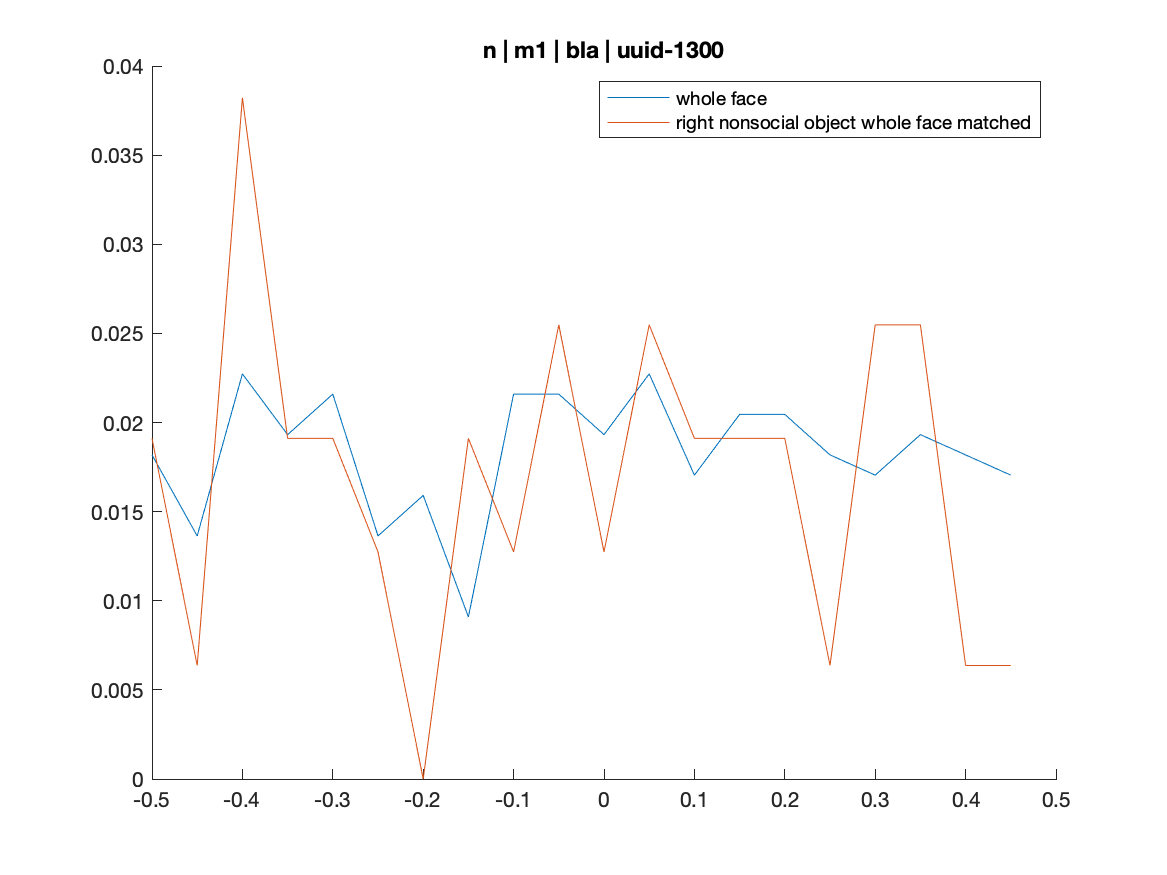 n | m1 | bla | uuid-1300
0.04
whole face
right nonsocial object whole face matched
0.035
0.03
0.025
0.02
0.015
0.01
0.005
0
-0.5 -0.4 -0.3 -0.2 -0.1 0 0.1 0.2 0.3 0.4 0.5